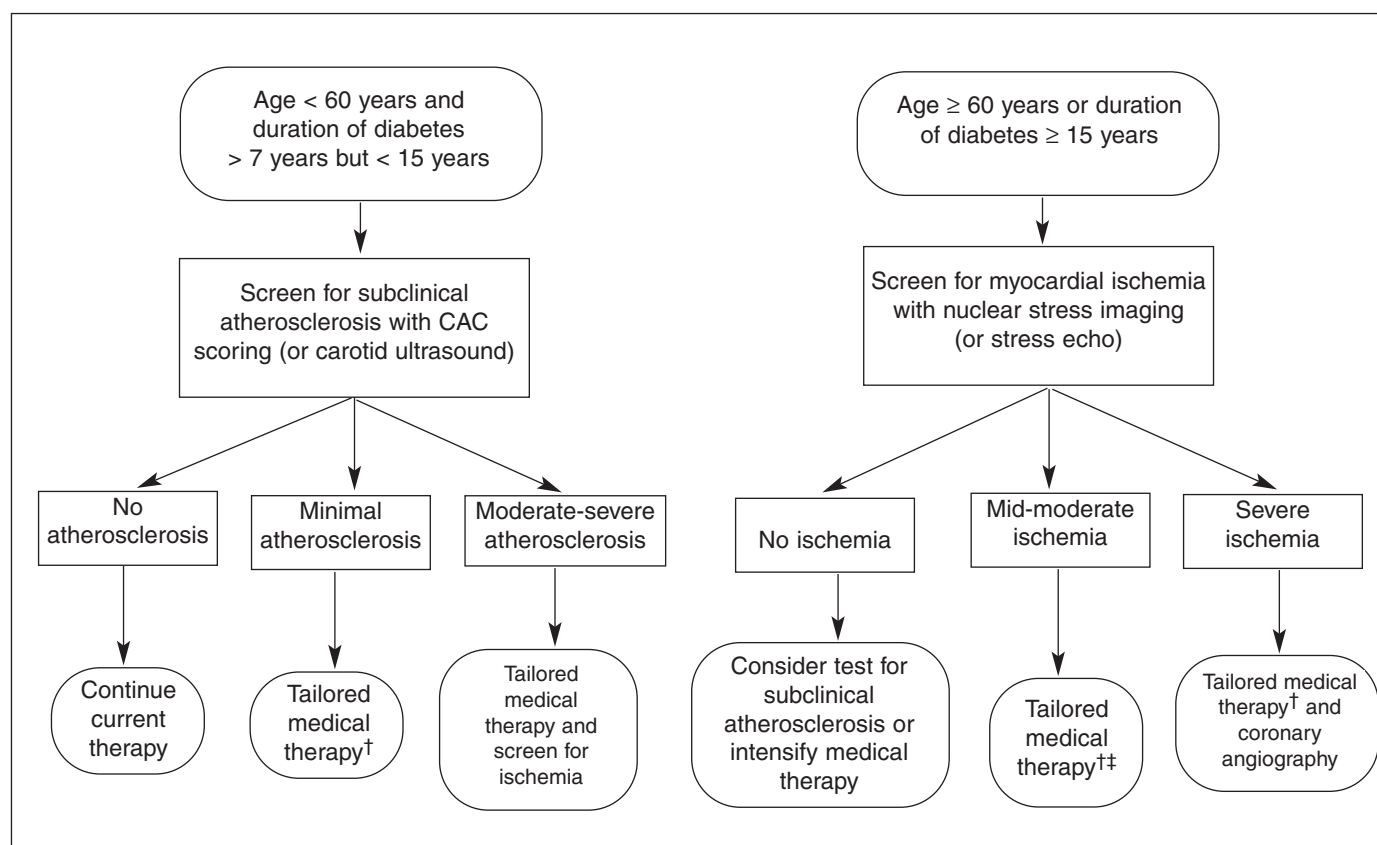 Age < 60 years and
duration of diabetes
> 7 years but < 15 years
Screen for subclinical
atherosclerosis with CAC
scoring (or carotid ultrasound)
No
atherosclerosis
Minimal
atherosclerosis
Moderate-severe
atherosclerosis
Continue
current
therapy
Tailored
medical
therapy†
Tailored
medical
therapy and
screen for
ischemia
Age ≥ 60 years or duration
of diabetes ≥ 15 years
Screen for myocardial ischemia
with nuclear stress imaging
(or stress echo)
No ischemia
Mid-moderate
ischemia
Severe
ischemia
Consider test for
subclinical
atherosclerosis or
intensify medical
therapy
Tailored
medical
therapy†‡
Tailored medical
therapy† and
coronary
angiography